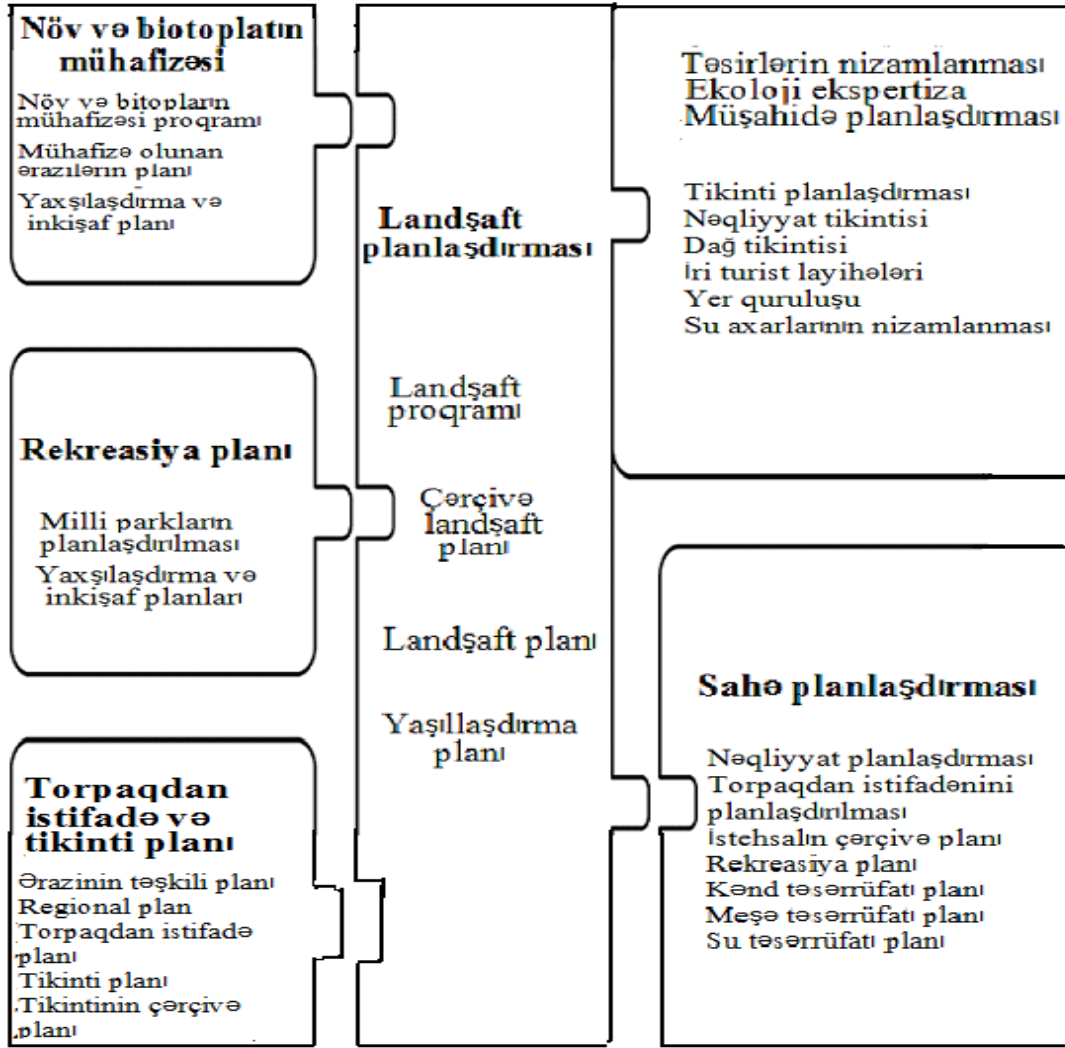 Növ və biotoplatın
mühafizəsi
Növ və bitopların
mühafizəsi proqramı
Mühafizə olunan
ərazilərin planı
Yaxşılaşdırma və
inkişaf planı
Rekreasiya planı
Milli parkların
planlaşdırılması
Yaxşılaşdırma və
inkişaf planları
Torpaqdan
istifadə və
tikinti planı
Ərazinin təşkili planı
Regional plan
Torpaqdan istifadə
planı
Tikinti planı
Tikintinin çərçivə
planı
Landşaft
planlaşdırması
Landşaft
proqramı
Çərçivə
landşaft
planı
Landşaft planı
Yaşıllaşdırma
planı
Təsirlərin nizamlanması
Ekoloji ekspertiza
Müşahidə planlaşdırması
Tikinti planlaşdırması
Nəqliyyat tikintisi
Dağ tikintisi
İri turist layihələri
Yer quruluşu
Su axarlarının nizamlanması
Sahə planlaşdırması
Nəqliyyat planlaşdırması
Torpaqdan istifadənini
planlaşdırılması
İstehsalın çərçivə planı
Rekreasiya planı
Kənd təsərrüfatı planı
Meşə təsərrüfatı planı
Su təsərrüfatı planı